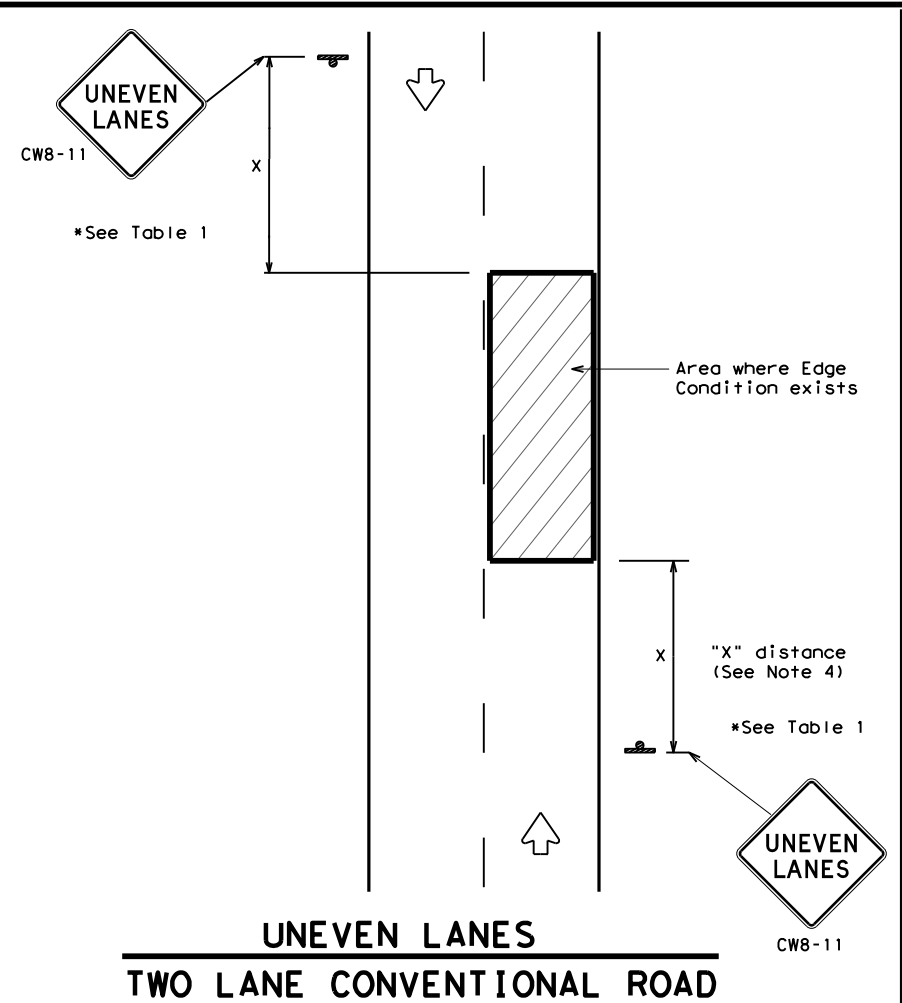 UNEVEN
LANES
CW8-11
X
*See Table 1
Area where Edge
Condition exists
X
"X" distance
(See Note 4)
*See Table 1
UNEVEN
LANES
CW8-11
UNEVEN LANES
TWO LANE CONVENTIONAL ROAD